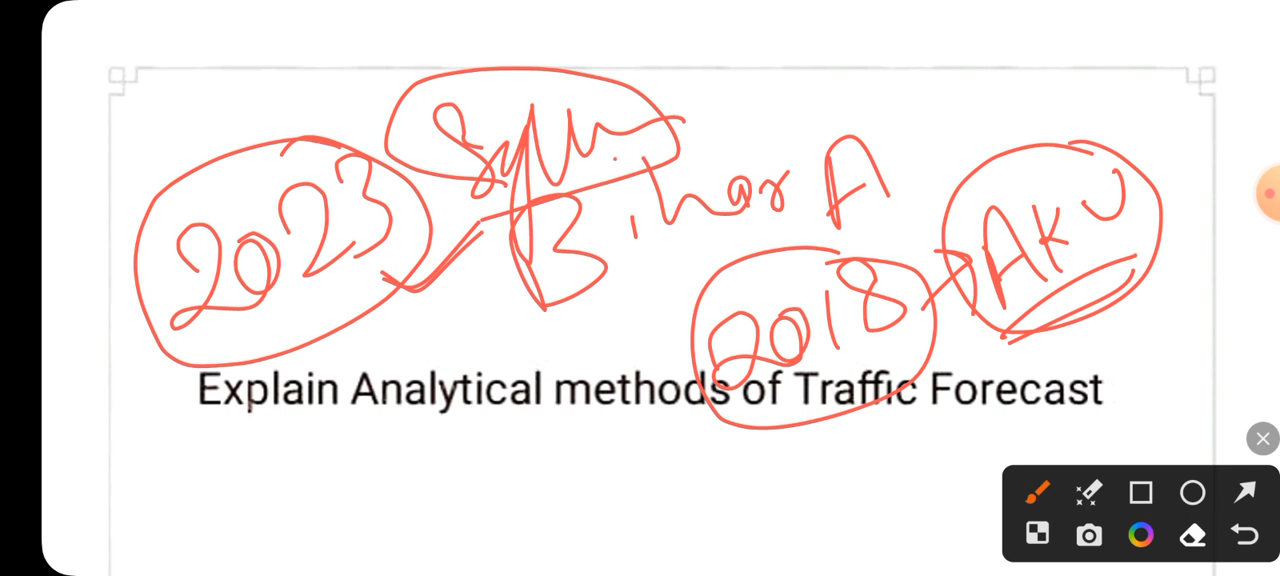 2023
Bihar A
2018 → AKU
Explain Analytical methods of Traffic Forecast